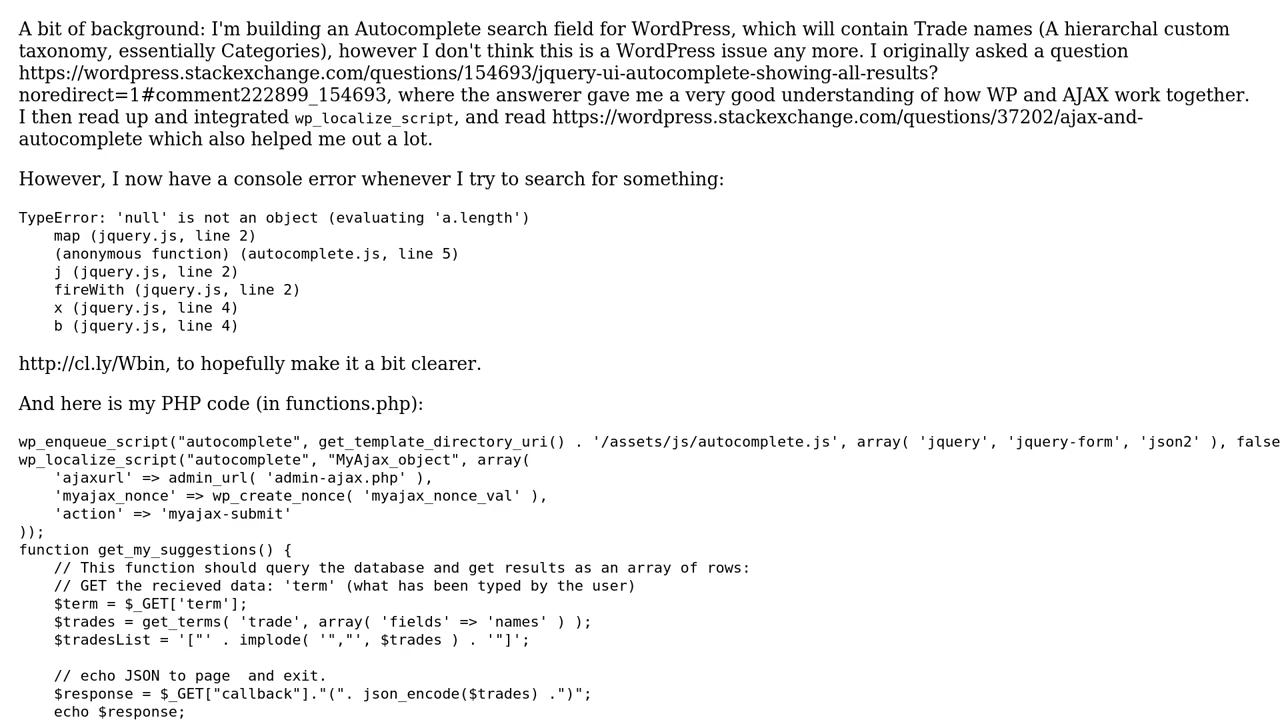 A bit of background: I'm building an Autocomplete search field for WordPress, which will contain Trade names (A hierarchal custom
taxonomy, essentially Categories), however I don't think this is a WordPress issue any more. I originally asked a question
https://wordpress.stackexchange.com/questions/154693/jquery-ui-autocomplete-showing-all-results?
noredirect=1#comment222899_154693, where the answerer gave me a very good understanding of how WP and AJAX work together.
I then read up and integrated wp_localize_script, and read https://wordpress.stackexchange.com/questions/37202/ajax-and-
autocomplete which also helped me out a lot.
However, I now have a console error whenever I try to search for something:
TypeError: 'null' is not an object (evaluating 'a.length')
    map (jquery.js, line 2)
    (anonymous function) (autocomplete.js, line 5)
    j (jquery.js, line 2)
    fireWith (jquery.js, line 2)
    x (jquery.js, line 4)
    b (jquery.js, line 4)
http://cl.ly/Wbin, to hopefully make it a bit clearer.
And here is my PHP code (in functions.php):
wp_enqueue_script("autocomplete", get_template_directory_uri() . '/assets/js/autocomplete.js', array( 'jquery', 'jquery-form', 'json2' ), false
wp_localize_script("autocomplete", "MyAjax_object", array(
    'ajaxurl' => admin_url( 'admin-ajax.php' ),
    'myajax_nonce' => wp_create_nonce( 'myajax_nonce_val' ),
    'action' => 'myajax-submit'
));
function get_my_suggestions() {
    // This function should query the database and get results as an array of rows:
    // GET the recieved data: 'term' (what has been typed by the user)
    $term = $_GET['term'];
    $trades = get_terms( 'trade', array( 'fields' => 'names' ) );
    $tradesList = '["' . implode( '","', $trades ) . '"]';
    // echo JSON to page  and exit.
    $response = $_GET["callback"]."(". json_encode($trades) .")";
    echo $response;